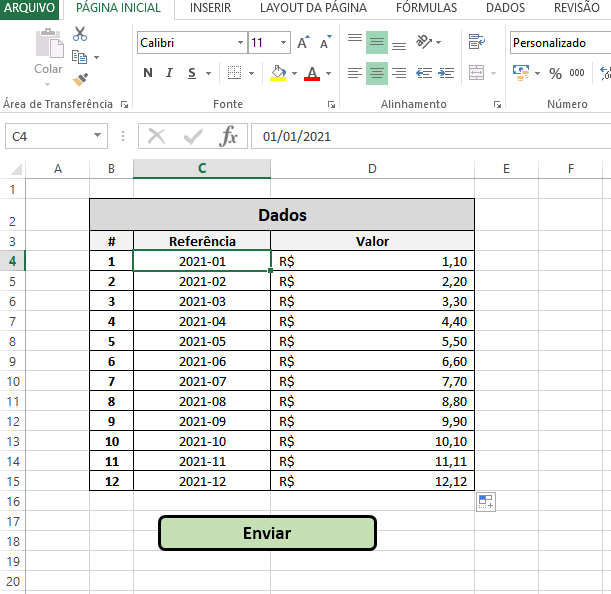 ARQUIVO PÁGINA INICIAL INSERIR LAYOUT DA PÁGINA FÓRMULAS DADOS REVISÃO
Colar Calibri 11 A A Personalizado
N I S A % 000
Área de Transferência Fonte Alinhamento Número
C4 fx 01/01/2021
A B C D E F
1
2 Dados
3 # Referência Valor
4 1 2021-01 R$ 1,10
5 2 2021-02 R$ 2,20
6 3 2021-03 R$ 3,30
7 4 2021-04 R$ 4,40
8 5 2021-05 R$ 5,50
9 6 2021-06 R$ 6,60
10 7 2021-07 R$ 7,70
11 8 2021-08 R$ 8,80
12 9 2021-09 R$ 9,90
13 10 2021-10 R$ 10,10
14 11 2021-11 R$ 11,11
15 12 2021-12 R$ 12,12
16
17
Enviar
18
19
20